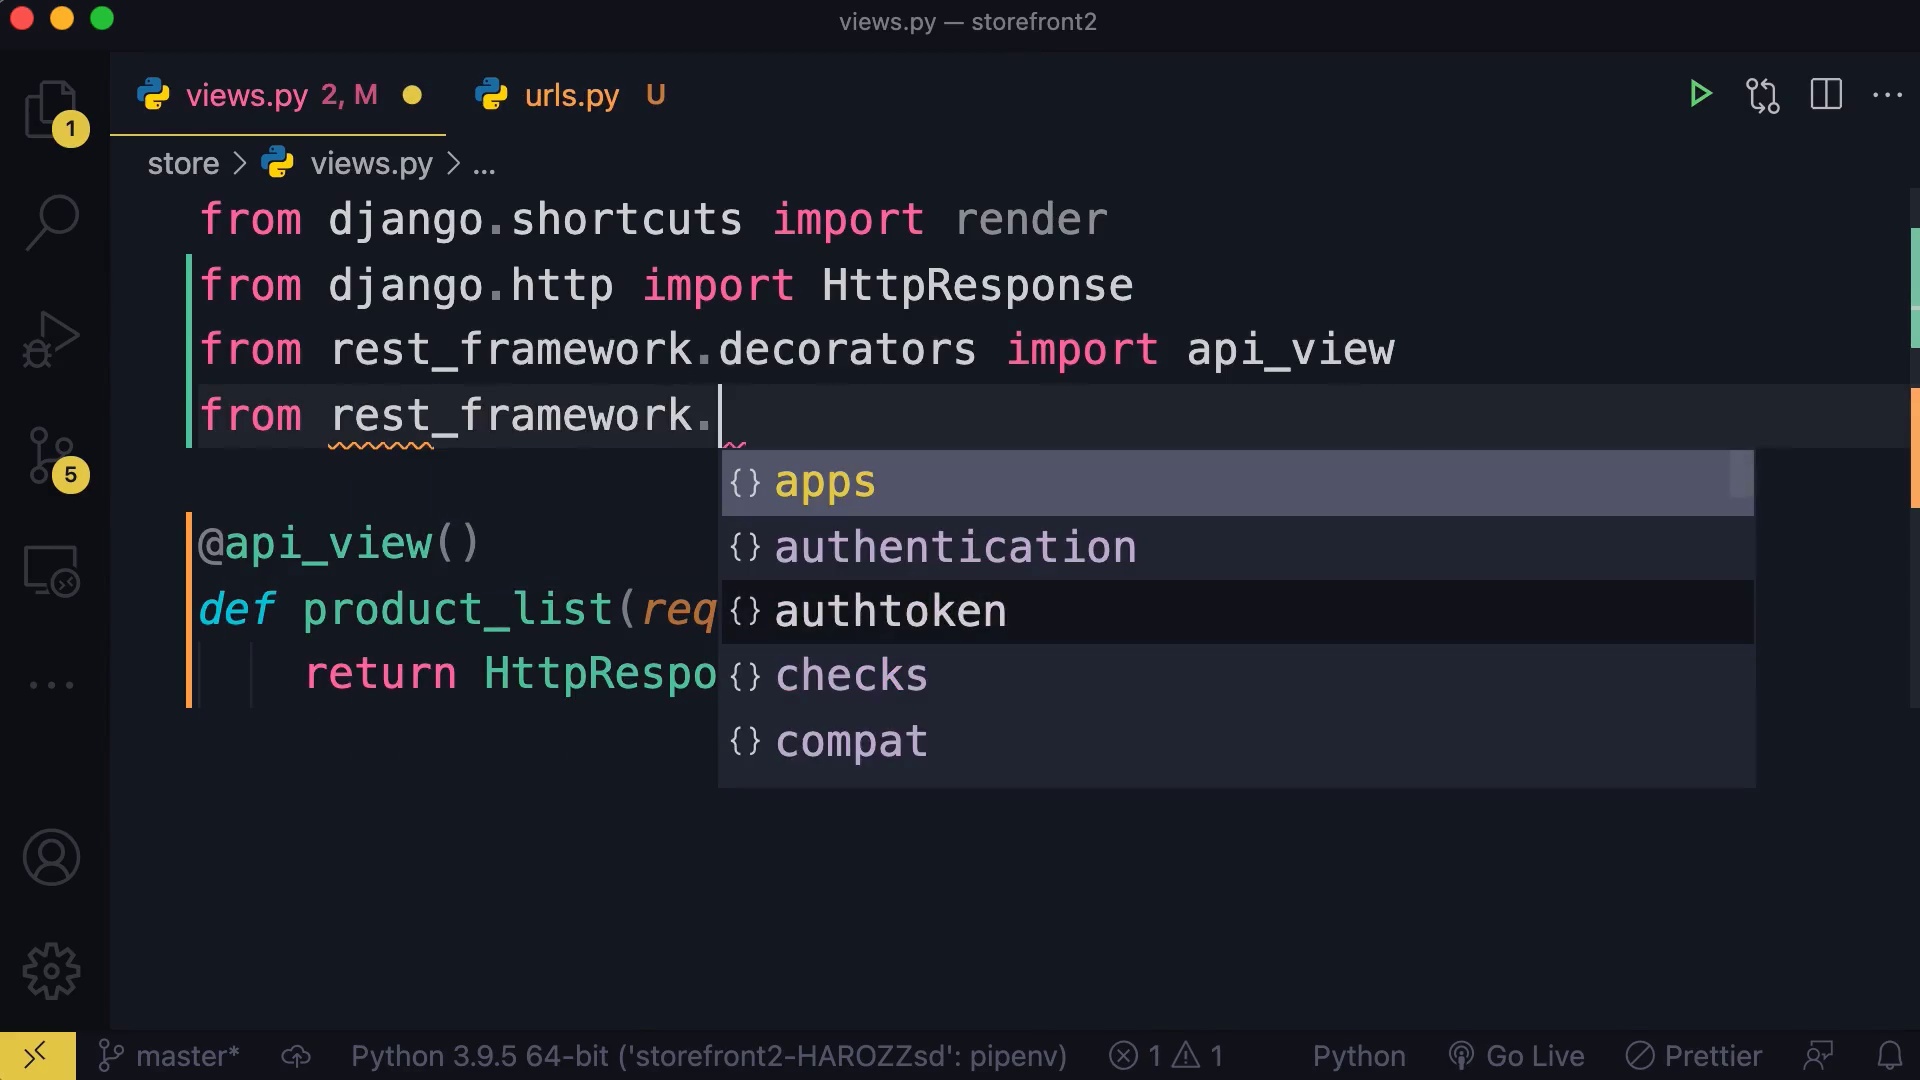 views.py — storefront2
views.py 2, M urls.py U
1
store > views.py > ...
from django.shortcuts import render
from django.http import HttpResponse
from rest_framework.decorators import api_view
from rest_framework.
{} apps
{} authentication
@api_view()
def product_list(req
{} authtoken
return HttpRespo
{} checks
{} compat
5
master* Python 3.9.5 64-bit ('storefront2-HAROZZsd': pipenv) 1 1 Python Go Live Prettier